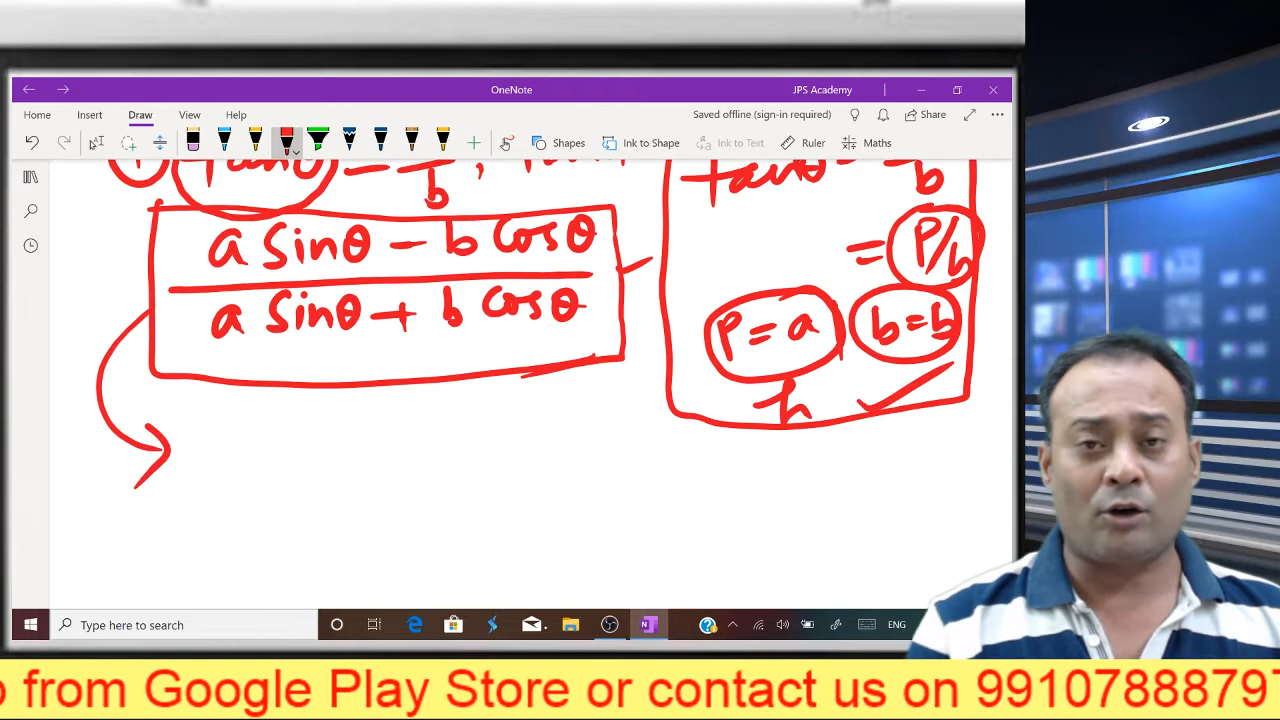 OneNote
JPS Academy
Home Insert Draw View Help
Saved offline (sign-in required)
Share
Shapes
Ink to Shape
Ink to Text
Ruler
Maths
tanθ = /b,
a sinθ − b cosθ
a sinθ + b cosθ
tanθ = /b
= P/b
P = a b = b
h ✓
Type here to search
ENG
from Google Play Store or contact us on 991078887